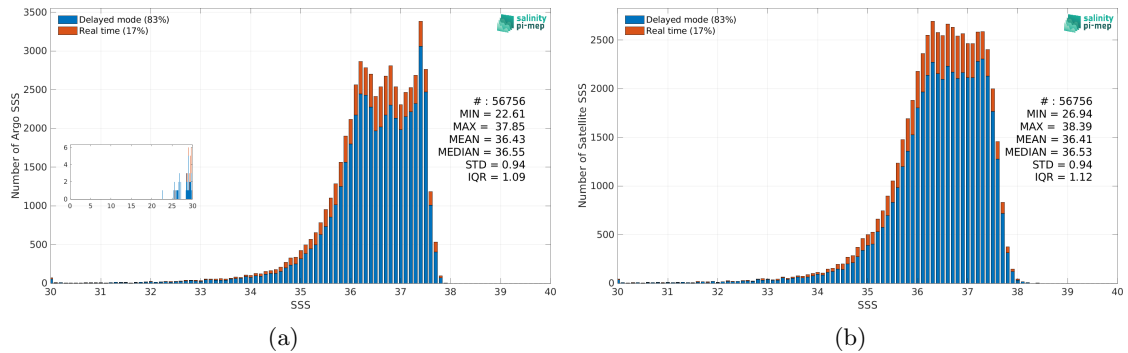 Delayed mode (83%)
Real time (17%)
salinity
pi-mep
3500
3000
2500
2000
1500
1000
500
0
Number of Argo SSS
# : 56756
MIN = 22.61
MAX = 37.85
MEAN = 36.43
MEDIAN = 36.55
STD = 0.94
IQR = 1.09
6
4
2
0
0 5 10 15 20 25 30
30 31 32 33 34 35 36 37 38 39 40
SSS
(a)
Delayed mode (83%)
Real time (17%)
salinity
pi-mep
2500
2000
1500
1000
500
0
Number of Satellite SSS
# : 56756
MIN = 26.94
MAX = 38.39
MEAN = 36.41
MEDIAN = 36.53
STD = 0.94
IQR = 1.12
30 31 32 33 34 35 36 37 38 39 40
SSS
(b)